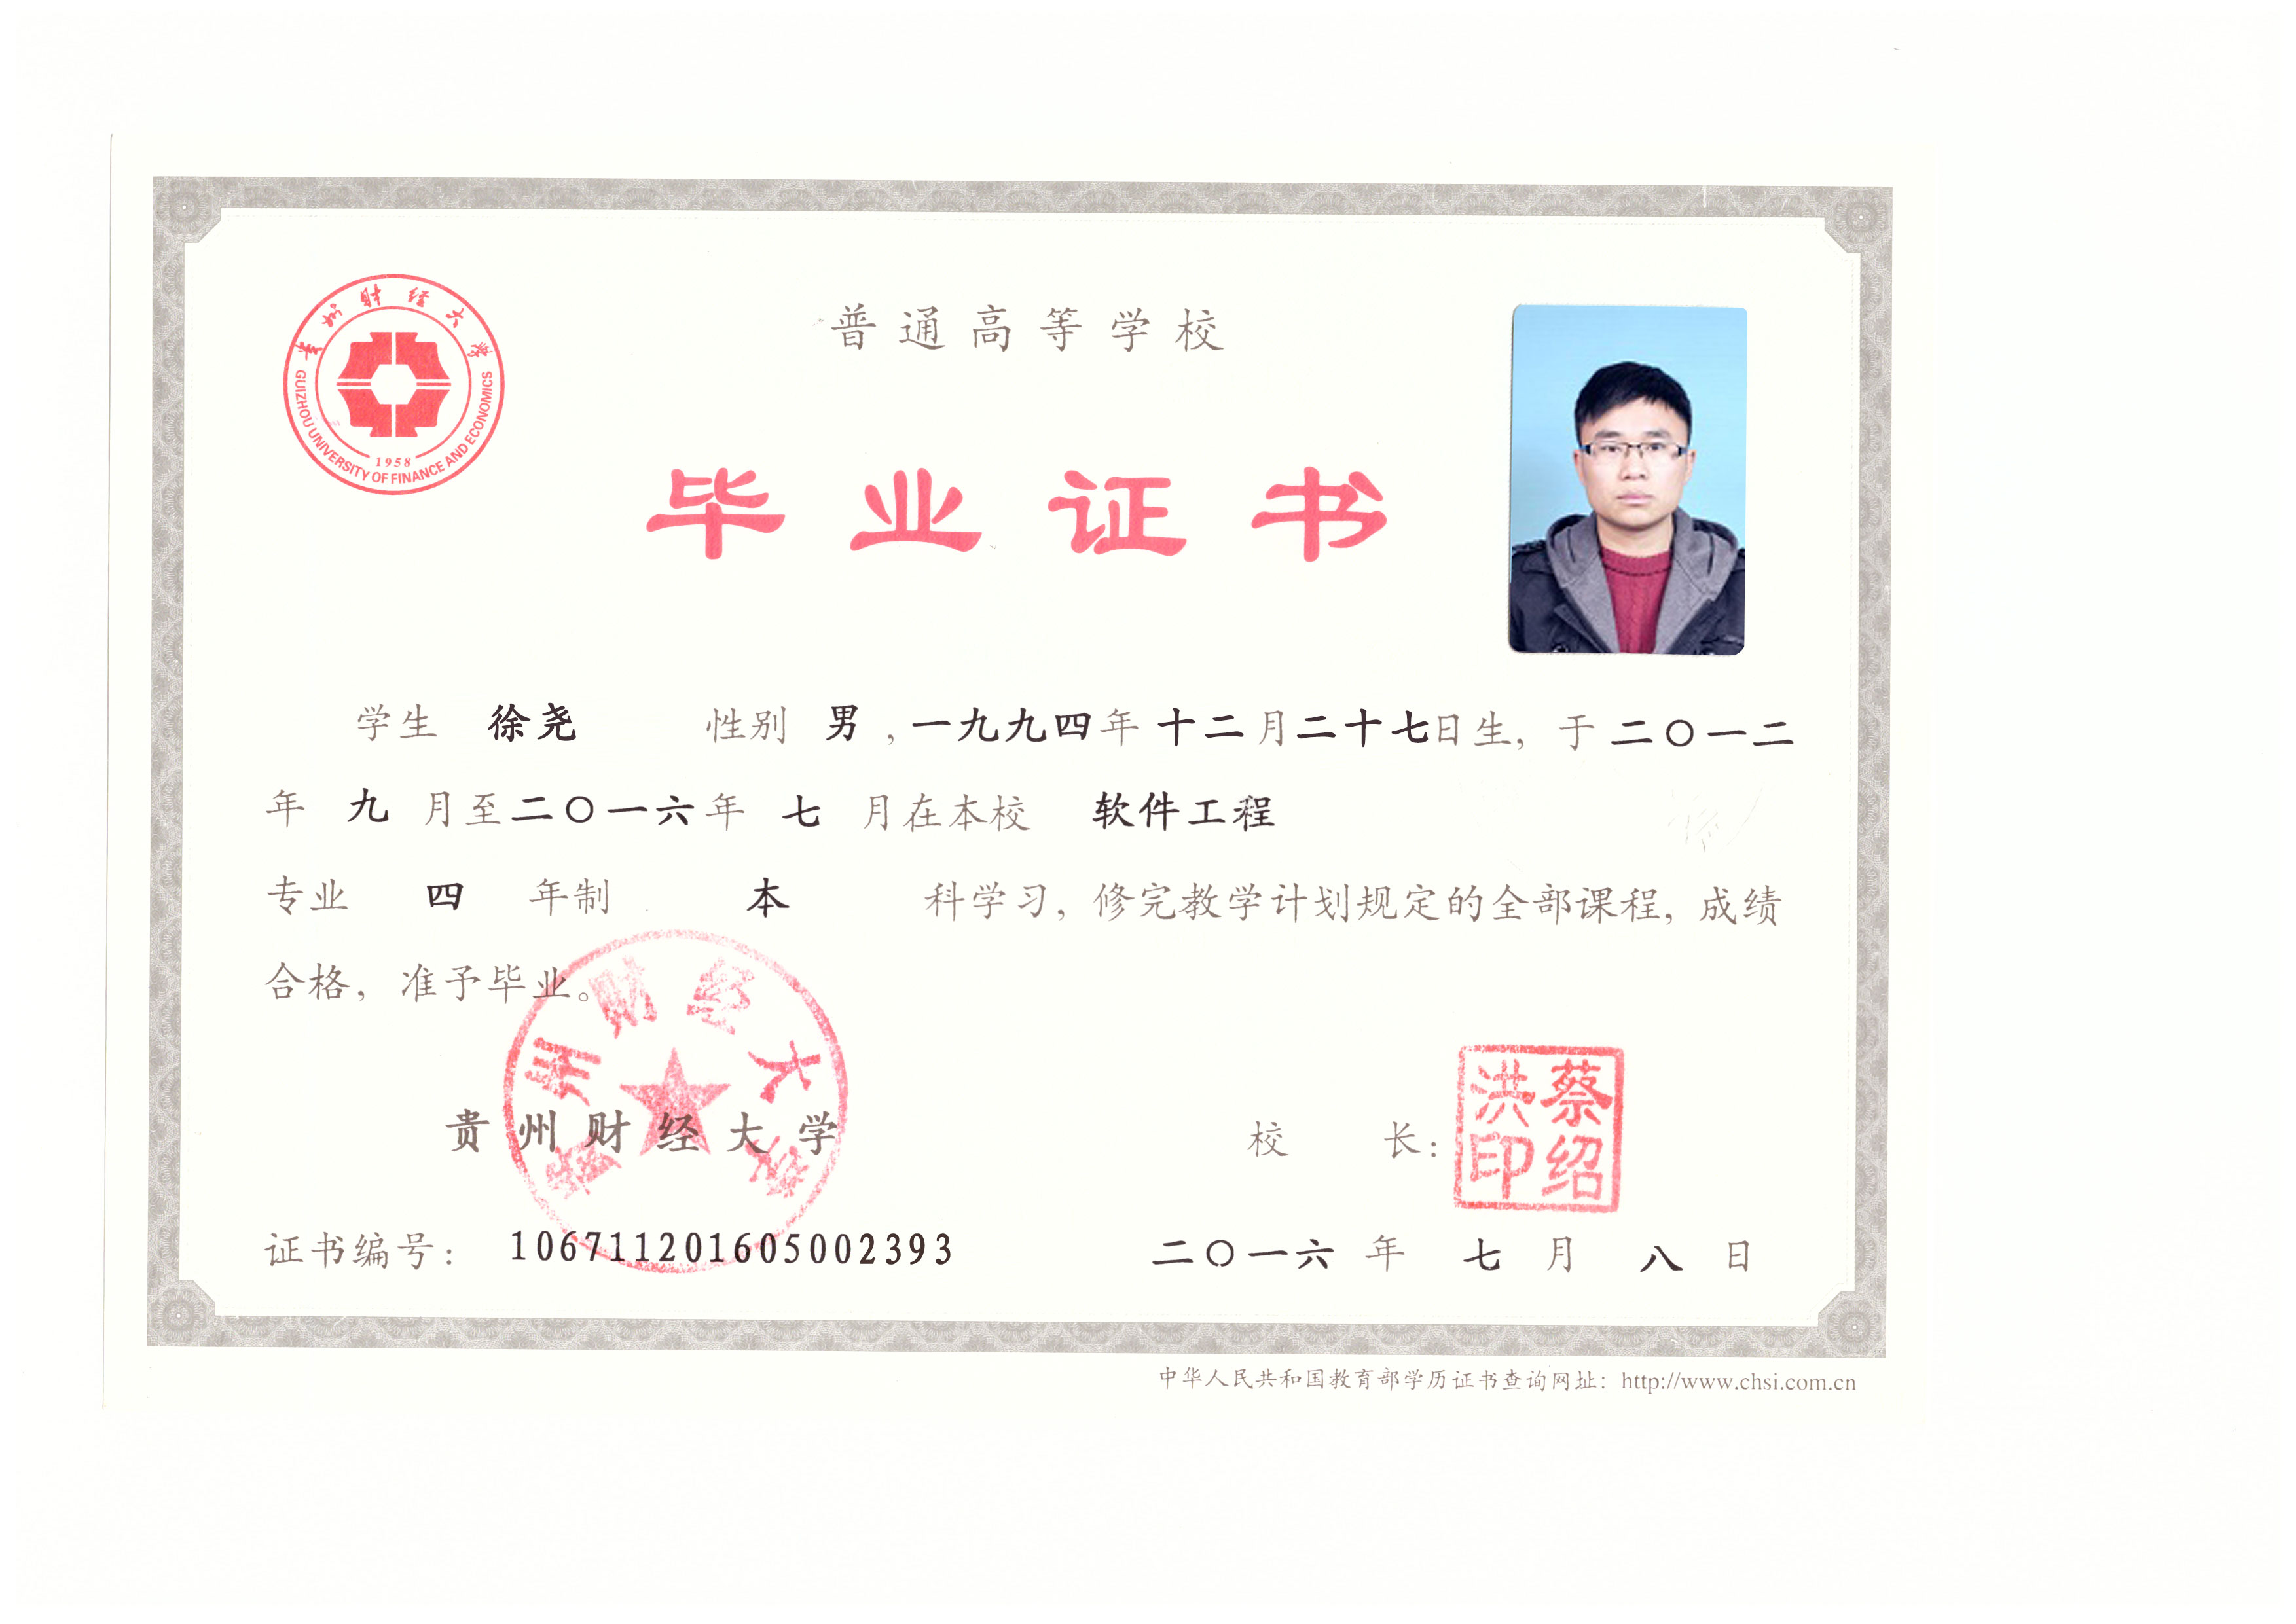 贵州财经大学
GUIZHOU UNIVERSITY OF FINANCE AND ECONOMICS
1958
普通高等学校
毕业证书
学生 徐尧 性别 男，一九九四年 十二月二十七日生，于 二〇一二
年 九 月至二〇一六年 七 月在本校 软件工程
专业 四 年制 本 科学习，修完教学计划规定的全部课程，成绩
合格，准予毕业。
贵州财经大学
贵州财经大学
校 长：
蔡绍洪印
证书编号： 106711201605002393
二〇一六 年 七 月 八 日
中华人民共和国教育部学历证书查询网址：http://www.chsi.com.cn